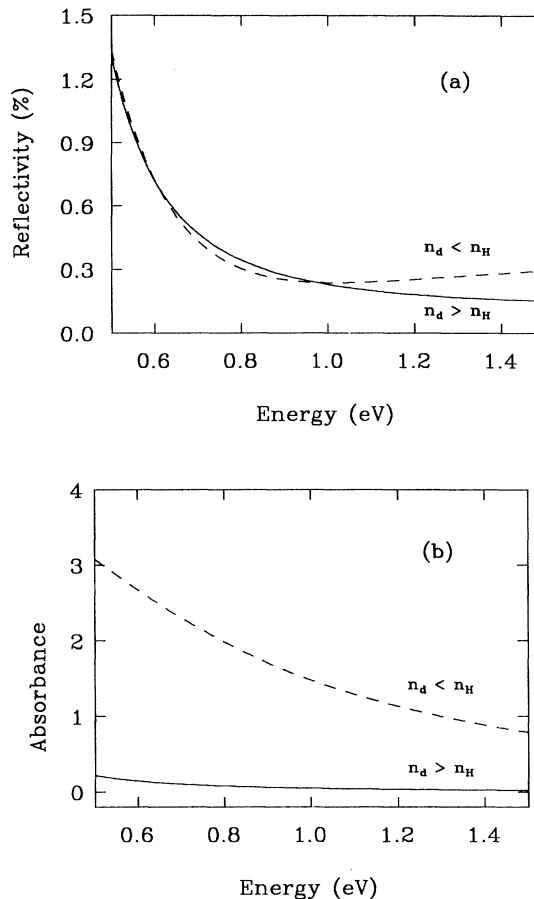 1.5
1.2
0.9
0.6
0.3
0.0
Reflectivity (%)
(a)
n_d < n_H
n_d > n_H
0.6 0.8 1.0 1.2 1.4
Energy (eV)
4
3
2
1
0
Absorbance
(b)
n_d < n_H
n_d > n_H
0.6 0.8 1.0 1.2 1.4
Energy (eV)